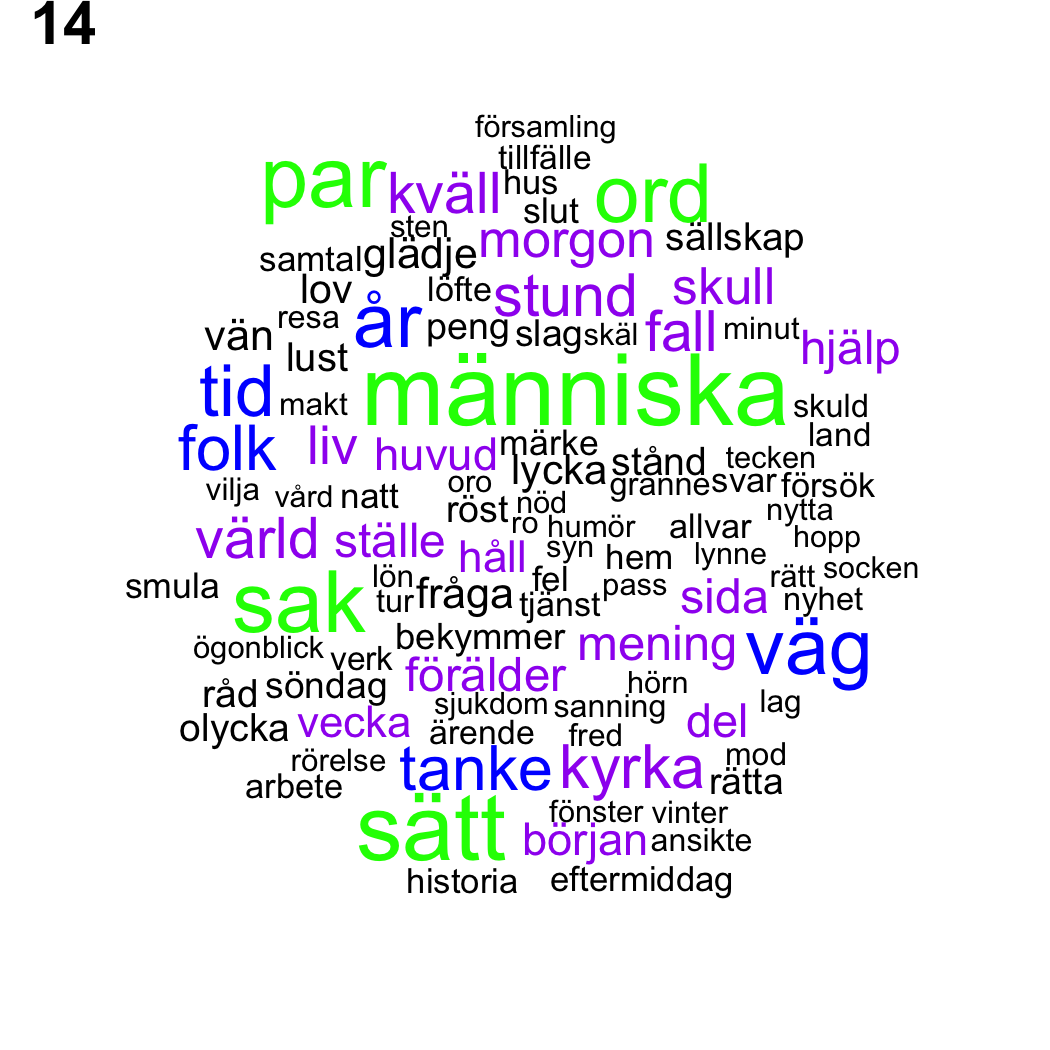 14
församling
tillfälle
par kväll hus ord
slut
sten morgon sällskap
samtal glädje
lov löfte stund skull
vän resa år peng slag skäl fall minut hjälp
lust
tid makt människa skuld
land
folk liv huvud märke stånd tecken
lycka
vilja vård natt oro granne svar försök
röst nöd nytta
ro humör allvar hopp
värld ställe håll syn hem lynne socken
smula sak lön fråga fel pass sida rätt
tur tjänst nyhet
ögonblick verk bekymmer mening väg
råd söndag förälder hörn
sjukdom sanning lag
olycka vecka ärende fred del
rörelse tanke kyrka mod
arbete rätta
sätt fönster vinter
början ansikte
historia eftermiddag